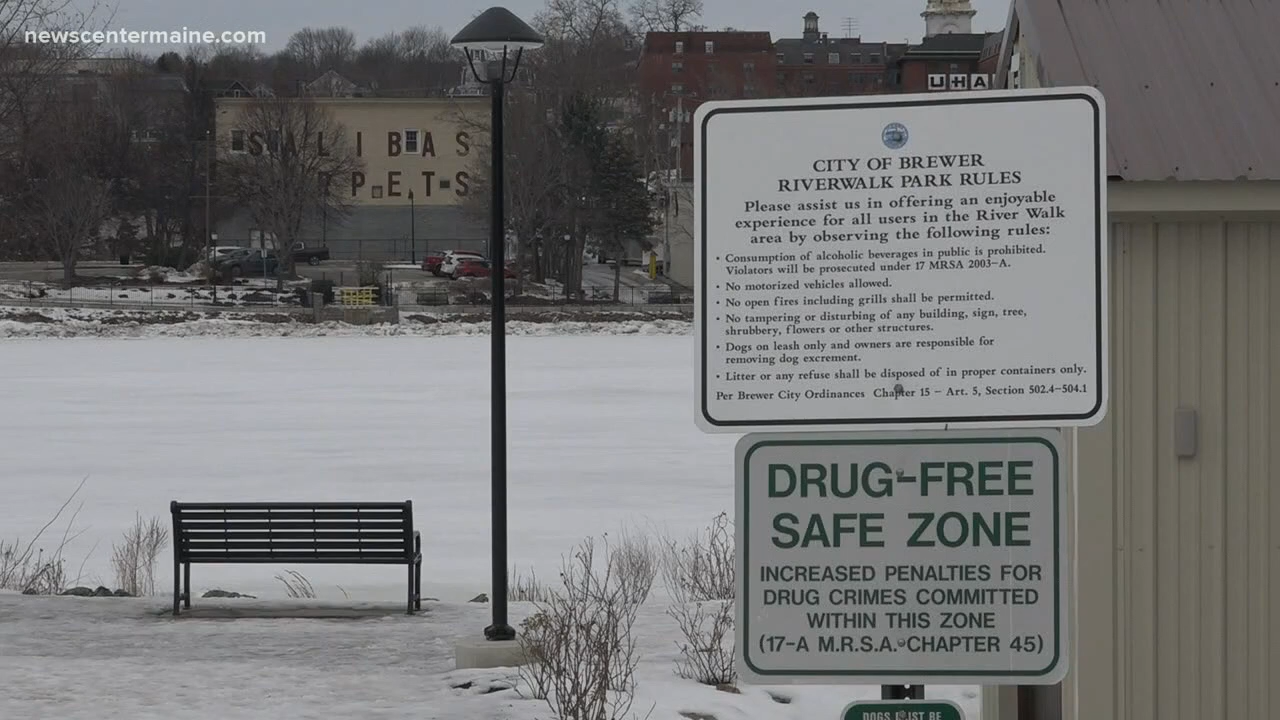 newscentermaine.com
UHA
SALIBAS
PETS
CITY OF BREWER
RIVERWALK PARK RULES
Please assist us in offering an enjoyable
experience for all users in the River Walk
area by observing the following rules:
• Consumption of alcoholic beverages in public is prohibited.
Violators will be prosecuted under 17 MRSA 2003-A.
• No motorized vehicles allowed.
• No open fires including grills shall be permitted.
• No tampering or disturbing of any building, sign, tree,
shrubbery, flowers or other structures.
• Dogs on leash only and owners are responsible for
removing dog excrement.
• Litter or any refuse shall be disposed of in proper containers only.
Per Brewer City Ordinances Chapter 15 - Art. 5, Section 502.4-504.1
DRUG-FREE
SAFE ZONE
INCREASED PENALTIES FOR
DRUG CRIMES COMMITTED
WITHIN THIS ZONE
(17-A M.R.S.A. CHAPTER 45)
DOGS MUST BE